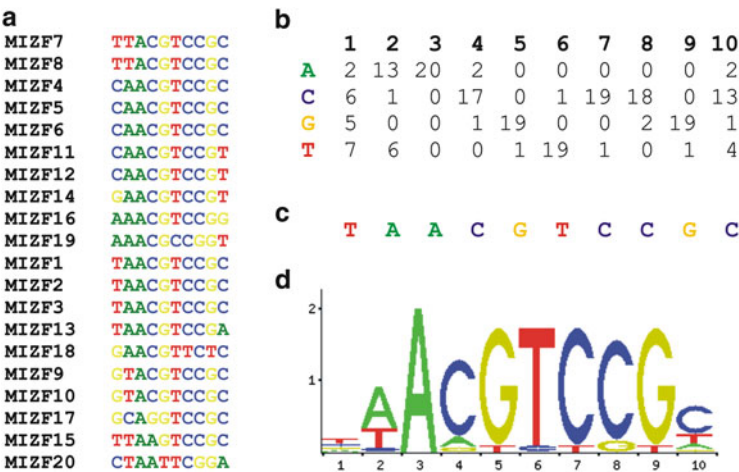 a
MIZF7 TTACGTCCGC
MIZF8 TTACGTCCGC
MIZF4 CAACGTCCGC
MIZF5 CAACGTCCGC
MIZF6 CAACGTCCGC
MIZF11 CAACGTCCGT
MIZF12 CAACGTCCGT
MIZF14 GAACGTCCGT
MIZF16 AAACGTCCGG
MIZF19 AAACGCCGGT
MIZF1 TAACGTCCGC
MIZF2 TAACGTCCGC
MIZF3 TAACGTCCGC
MIZF13 TAACGTCCGA
MIZF18 GAACGTTCTC
MIZF9 GTACGTCCGC
MIZF10 GTACGTCCGC
MIZF17 GCAGGTCCGC
MIZF15 TTAAGTCCGC
MIZF20 CTAATTCGGA
b
1 2 3 4 5 6 7 8 9 10
A 2 13 20 2 0 0 0 0 0 2
C 6 1 0 17 0 1 19 18 0 13
G 5 0 0 1 19 0 0 2 19 1
T 7 6 0 0 1 19 1 0 1 4
c
T A A C G T C C G C
d
2
1
A A C G T C C G C
T A T
1 2 3 4 5 6 7 8 9 10